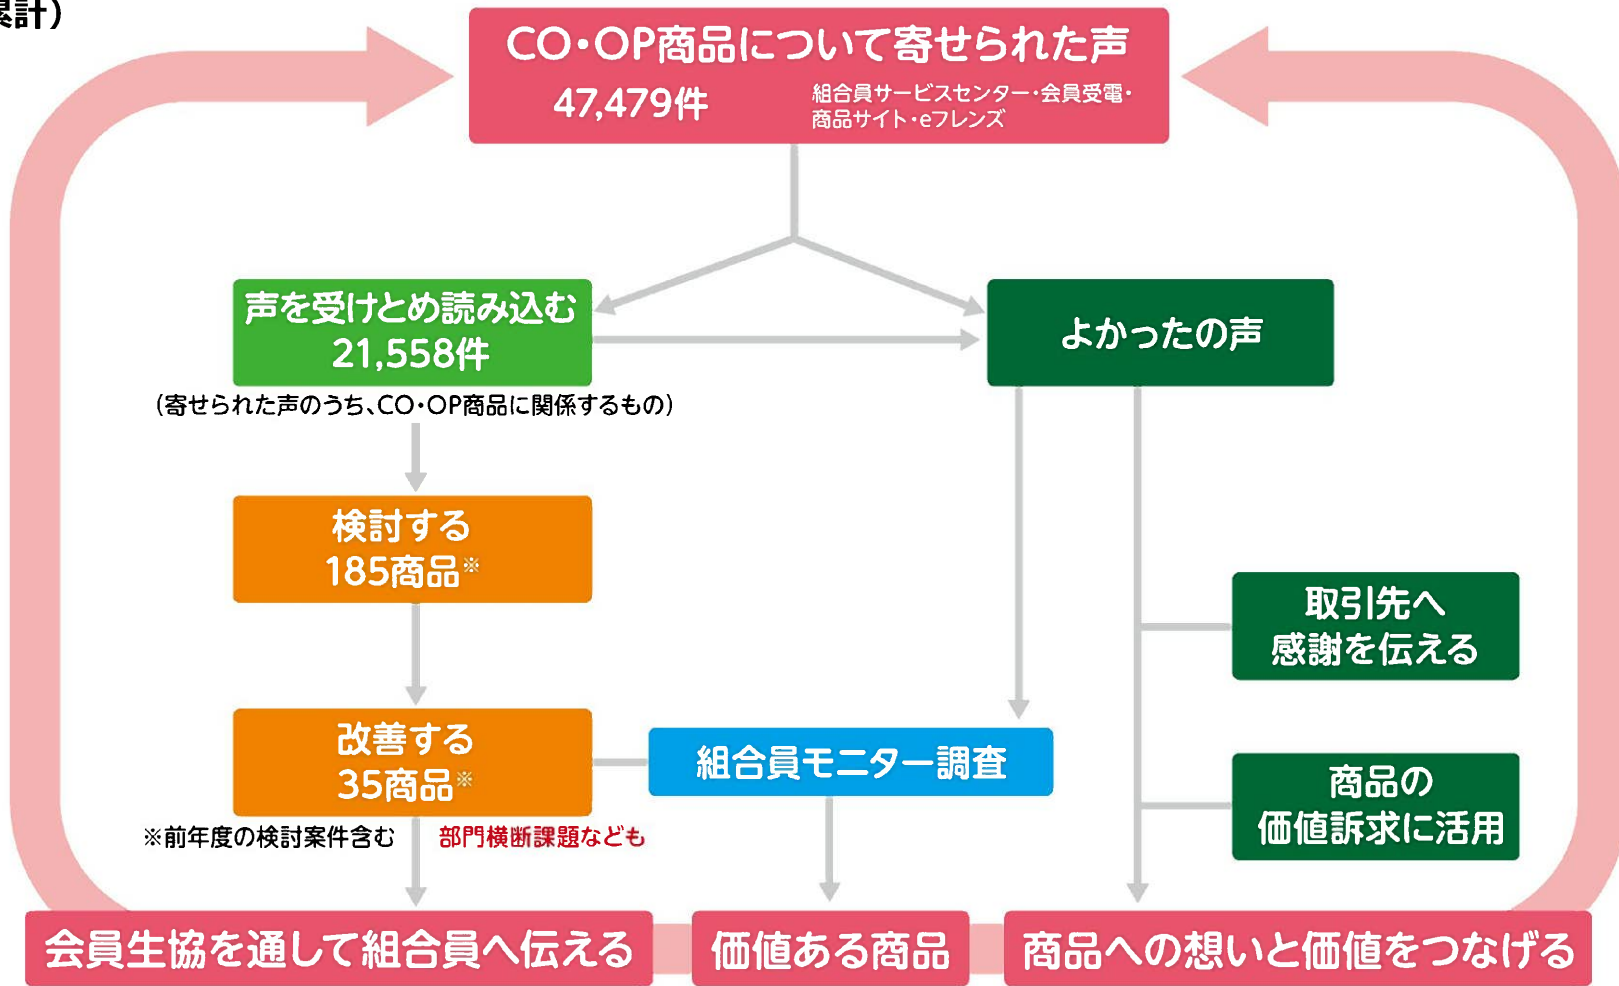 累計）
CO・OP商品について寄せられた声
47,479件
組合員サービスセンター・会員受電・
商品サイト・eフレンズ
声を受けとめ読み込む
21,558件
（寄せられた声のうち、CO・OP商品に関係するもの）
よかったの声
検討する
185商品※
取引先へ
感謝を伝える
改善する
35商品※
組合員モニター調査
商品の
価値訴求に活用
※前年度の検討案件含む
部門横断課題なども
会員生協を通して組合員へ伝える
価値ある商品
商品への想いと価値をつなげる